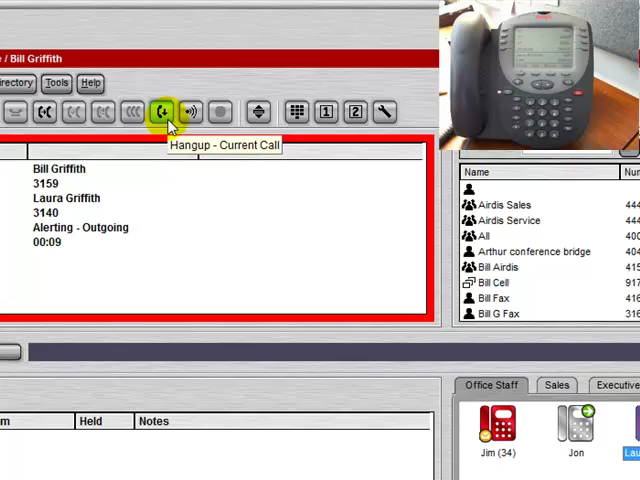 / Bill Griffith
irectory Tools Help
1 2
Hangup - Current Call
Bill Griffith
3159
Laura Griffith
3140
Alerting - Outgoing
00:09
Name Nur
Airdis Sales 444
Airdis Service 444
All 400
Arthur conference bridge 404
Bill Airdis 415
Bill Cell 917
Bill Fax 416
Bill G Fax 316
Office Staff Sales Executive
m Held Notes
Jim (34) Jon Lau